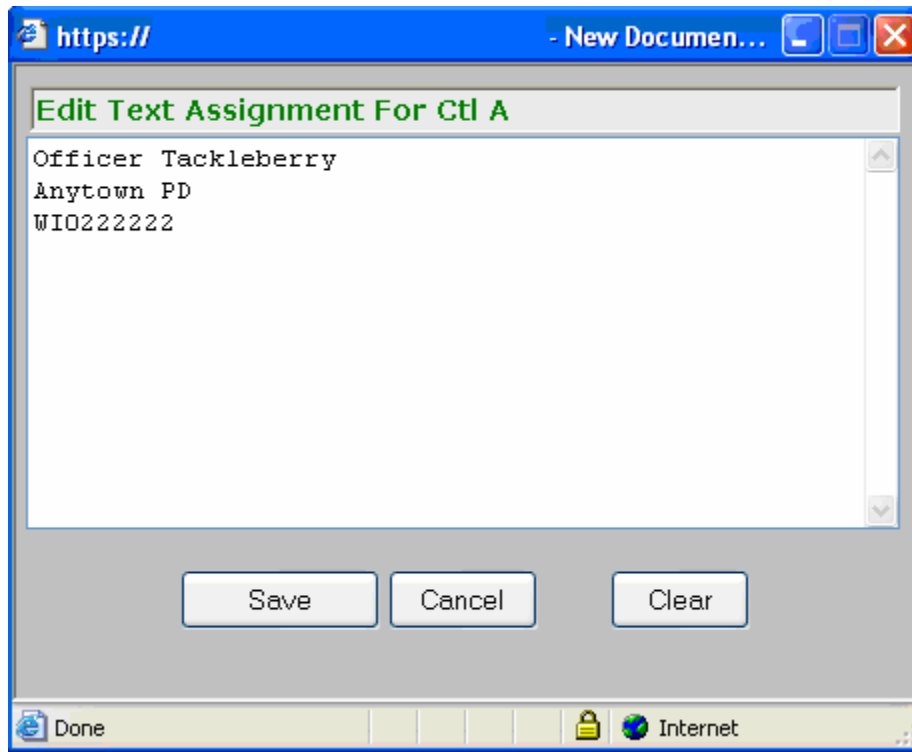 https:// - New Documen...
Edit Text Assignment For Ctl A
Officer Tackleberry
Anytown PD
WI0222222
Save Cancel Clear
Done Internet